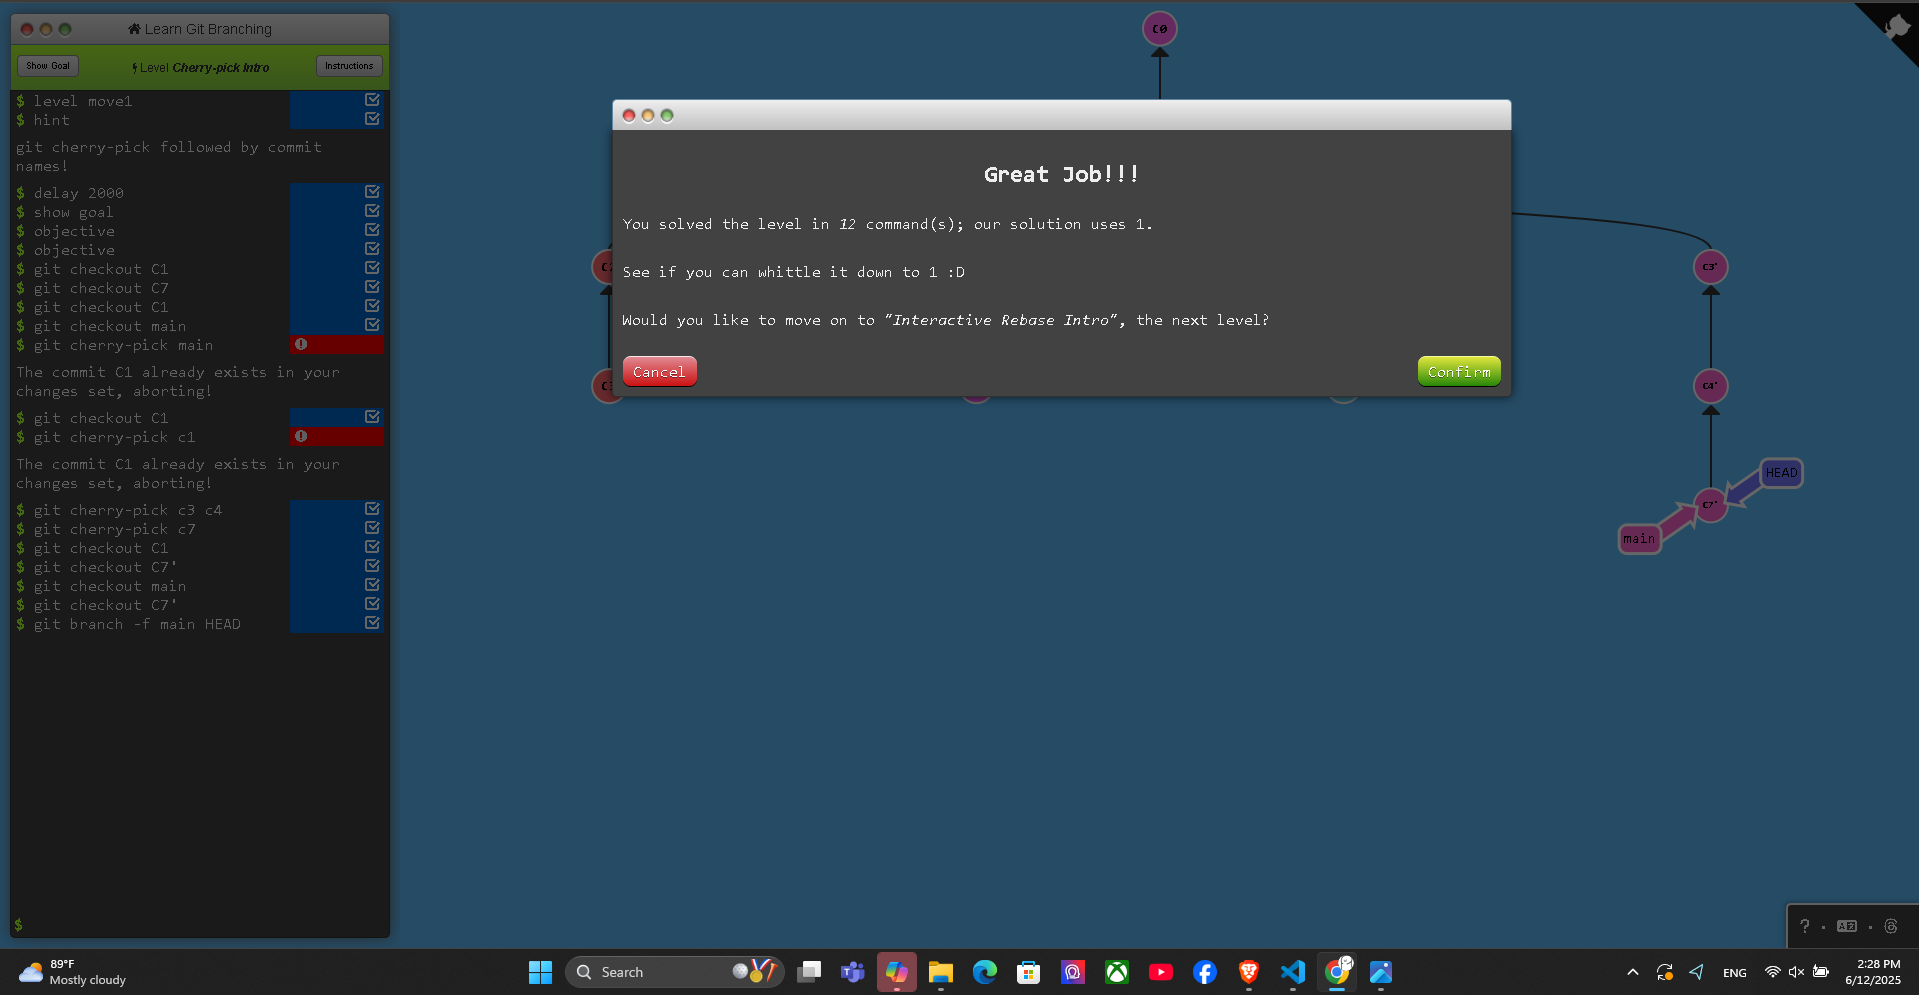 Learn Git Branching
Show Goal
Level Cherry-pick Intro
Instructions
$ level move1
$ hint
git cherry-pick followed by commit
names!
$ delay 2000
$ show goal
$ objective
$ objective
$ git checkout C1
$ git checkout C7
$ git checkout C1
$ git checkout main
$ git cherry-pick main
The commit C1 already exists in your
changes set, aborting!
$ git checkout C1
$ git cherry-pick c1
The commit C1 already exists in your
changes set, aborting!
$ git cherry-pick c3 c4
$ git cherry-pick c7
$ git checkout C1
$ git checkout C7'
$ git checkout main
$ git checkout C7'
$ git branch -f main HEAD
$
C0
Great Job!!!
You solved the level in 12 command(s); our solution uses 1.
See if you can whittle it down to 1 :D
Would you like to move on to "Interactive Rebase Intro", the next level?
Cancel
Confirm
C3'
C4'
HEAD
C7'
main
89°F
Mostly cloudy
Search
ENG
2:28 PM
6/12/2025